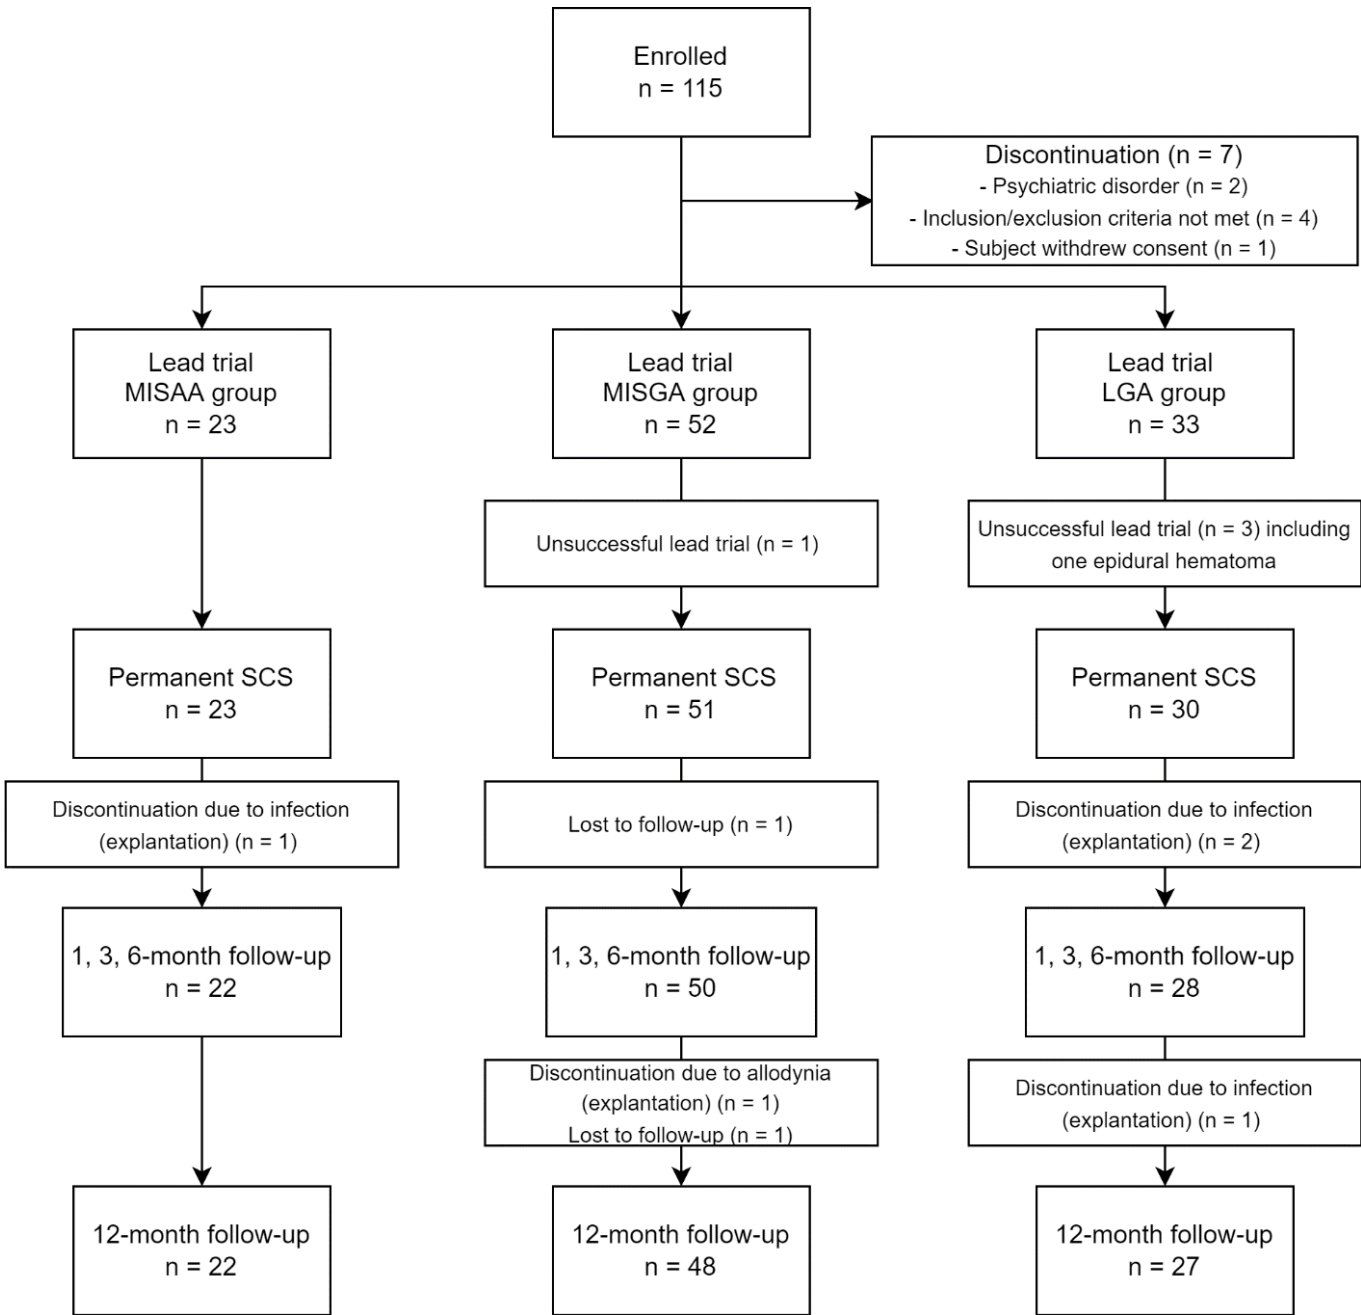 Enrolled
n = 115
Discontinuation (n = 7)
- Psychiatric disorder (n = 2)
- Inclusion/exclusion criteria not met (n = 4)
- Subject withdrew consent (n = 1)
Lead trial
MISAA group
n = 23
Lead trial
MISGA group
n = 52
Lead trial
LGA group
n = 33
Unsuccessful lead trial (n = 1)
Unsuccessful lead trial (n = 3) including
one epidural hematoma
Permanent SCS
n = 23
Permanent SCS
n = 51
Permanent SCS
n = 30
Discontinuation due to infection
(explantation) (n = 1)
Lost to follow-up (n = 1)
Discontinuation due to infection
(explantation) (n = 2)
1, 3, 6-month follow-up
n = 22
1, 3, 6-month follow-up
n = 50
1, 3, 6-month follow-up
n = 28
Discontinuation due to allodynia
(explantation) (n = 1)
Lost to follow-up (n = 1)
Discontinuation due to infection
(explantation) (n = 1)
12-month follow-up
n = 22
12-month follow-up
n = 48
12-month follow-up
n = 27